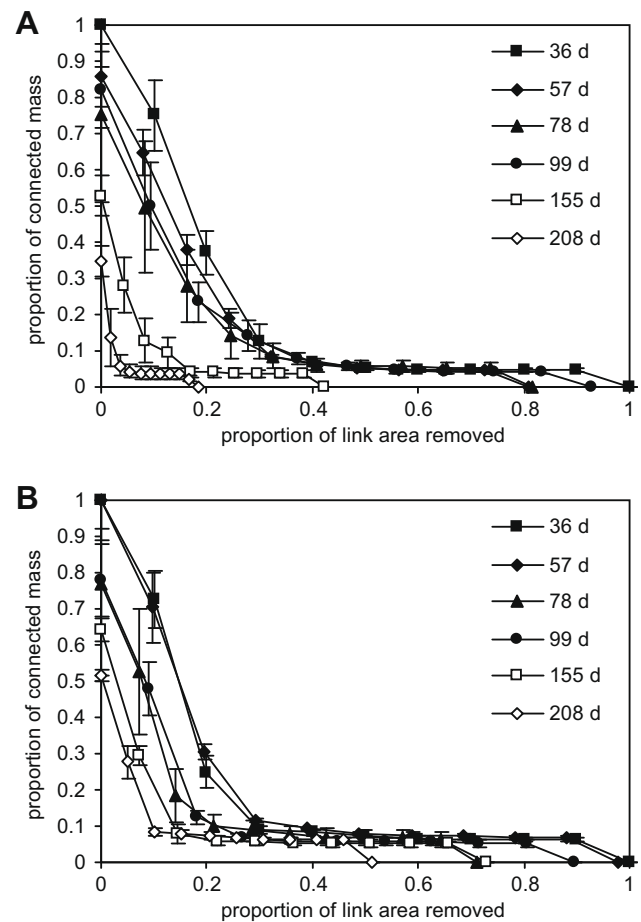 A
proportion of connected mass
1
0.9
0.8
0.7
0.6
0.5
0.4
0.3
0.2
0.1
0
36 d
57 d
78 d
99 d
155 d
208 d
0 0.2 0.4 0.6 0.8 1
proportion of link area removed
B
proportion of connected mass
1
0.9
0.8
0.7
0.6
0.5
0.4
0.3
0.2
0.1
0
36 d
57 d
78 d
99 d
155 d
208 d
0 0.2 0.4 0.6 0.8 1
proportion of link area removed